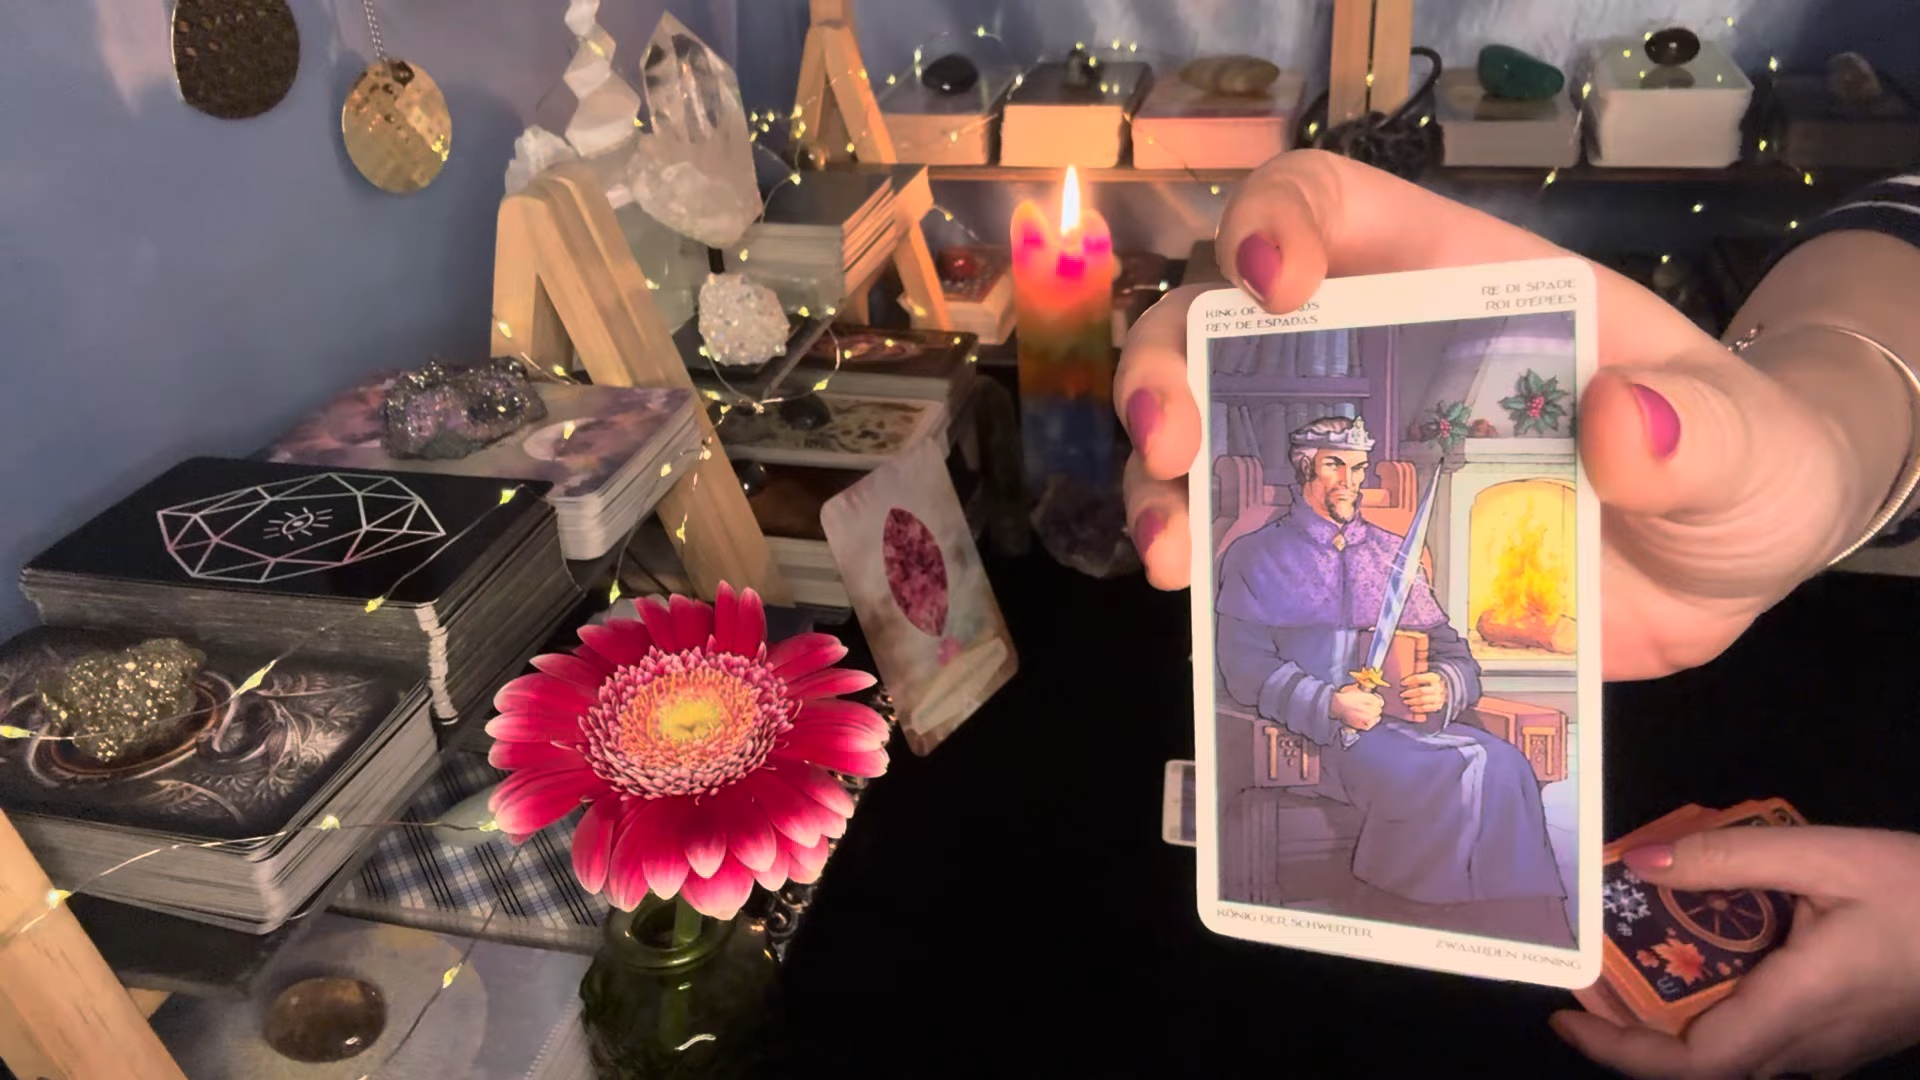 KING OF
REY DE ESPADAS
RE DI SPADE
ROI D'ÉPÉES
KÖNIG DER SCHWERTER
ZWAARDEN KONING